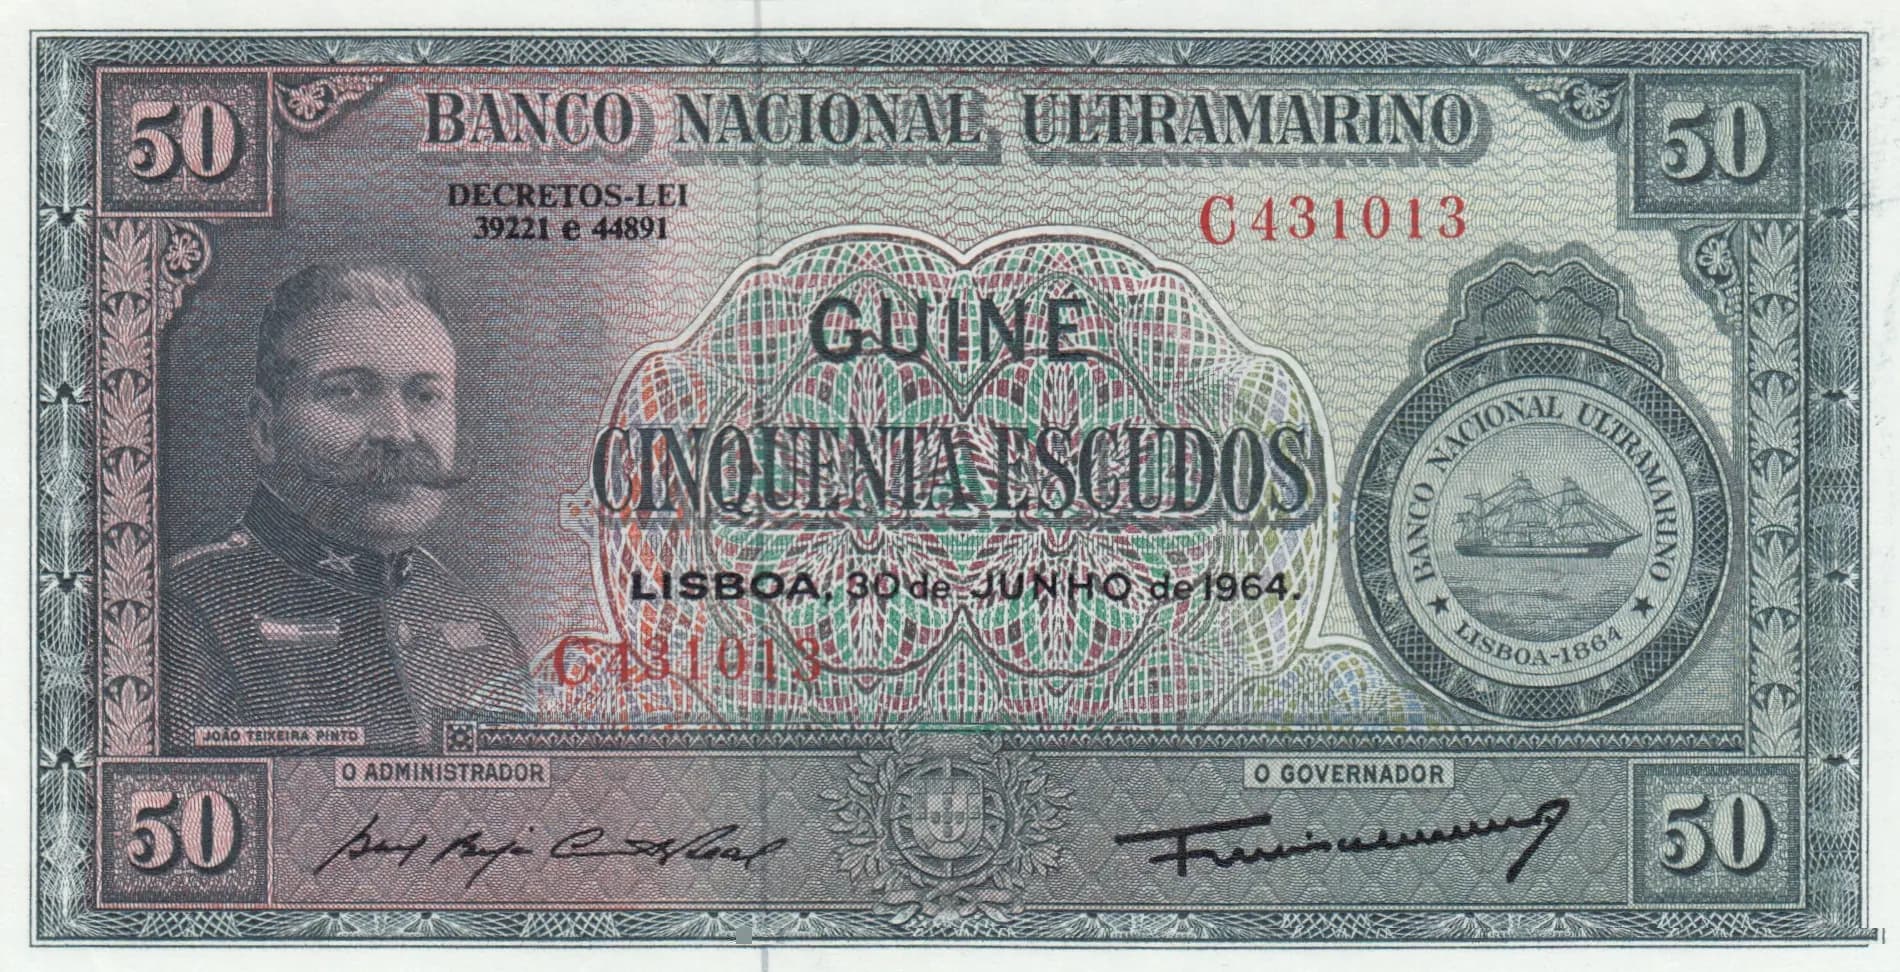 50
BANCO NACIONAL ULTRAMARINO
50
DECRETOS-LEI
39221 e 44891
C431013
GUINÉ
CINQUENTA ESCUDOS
BANCO NACIONAL ULTRAMARINO
LISBOA-1864
LISBOA, 30 de JUNHO de 1964.
C431013
JOÃO TEIXEIRA PINTO
O ADMINISTRADOR
O GOVERNADOR
50
50